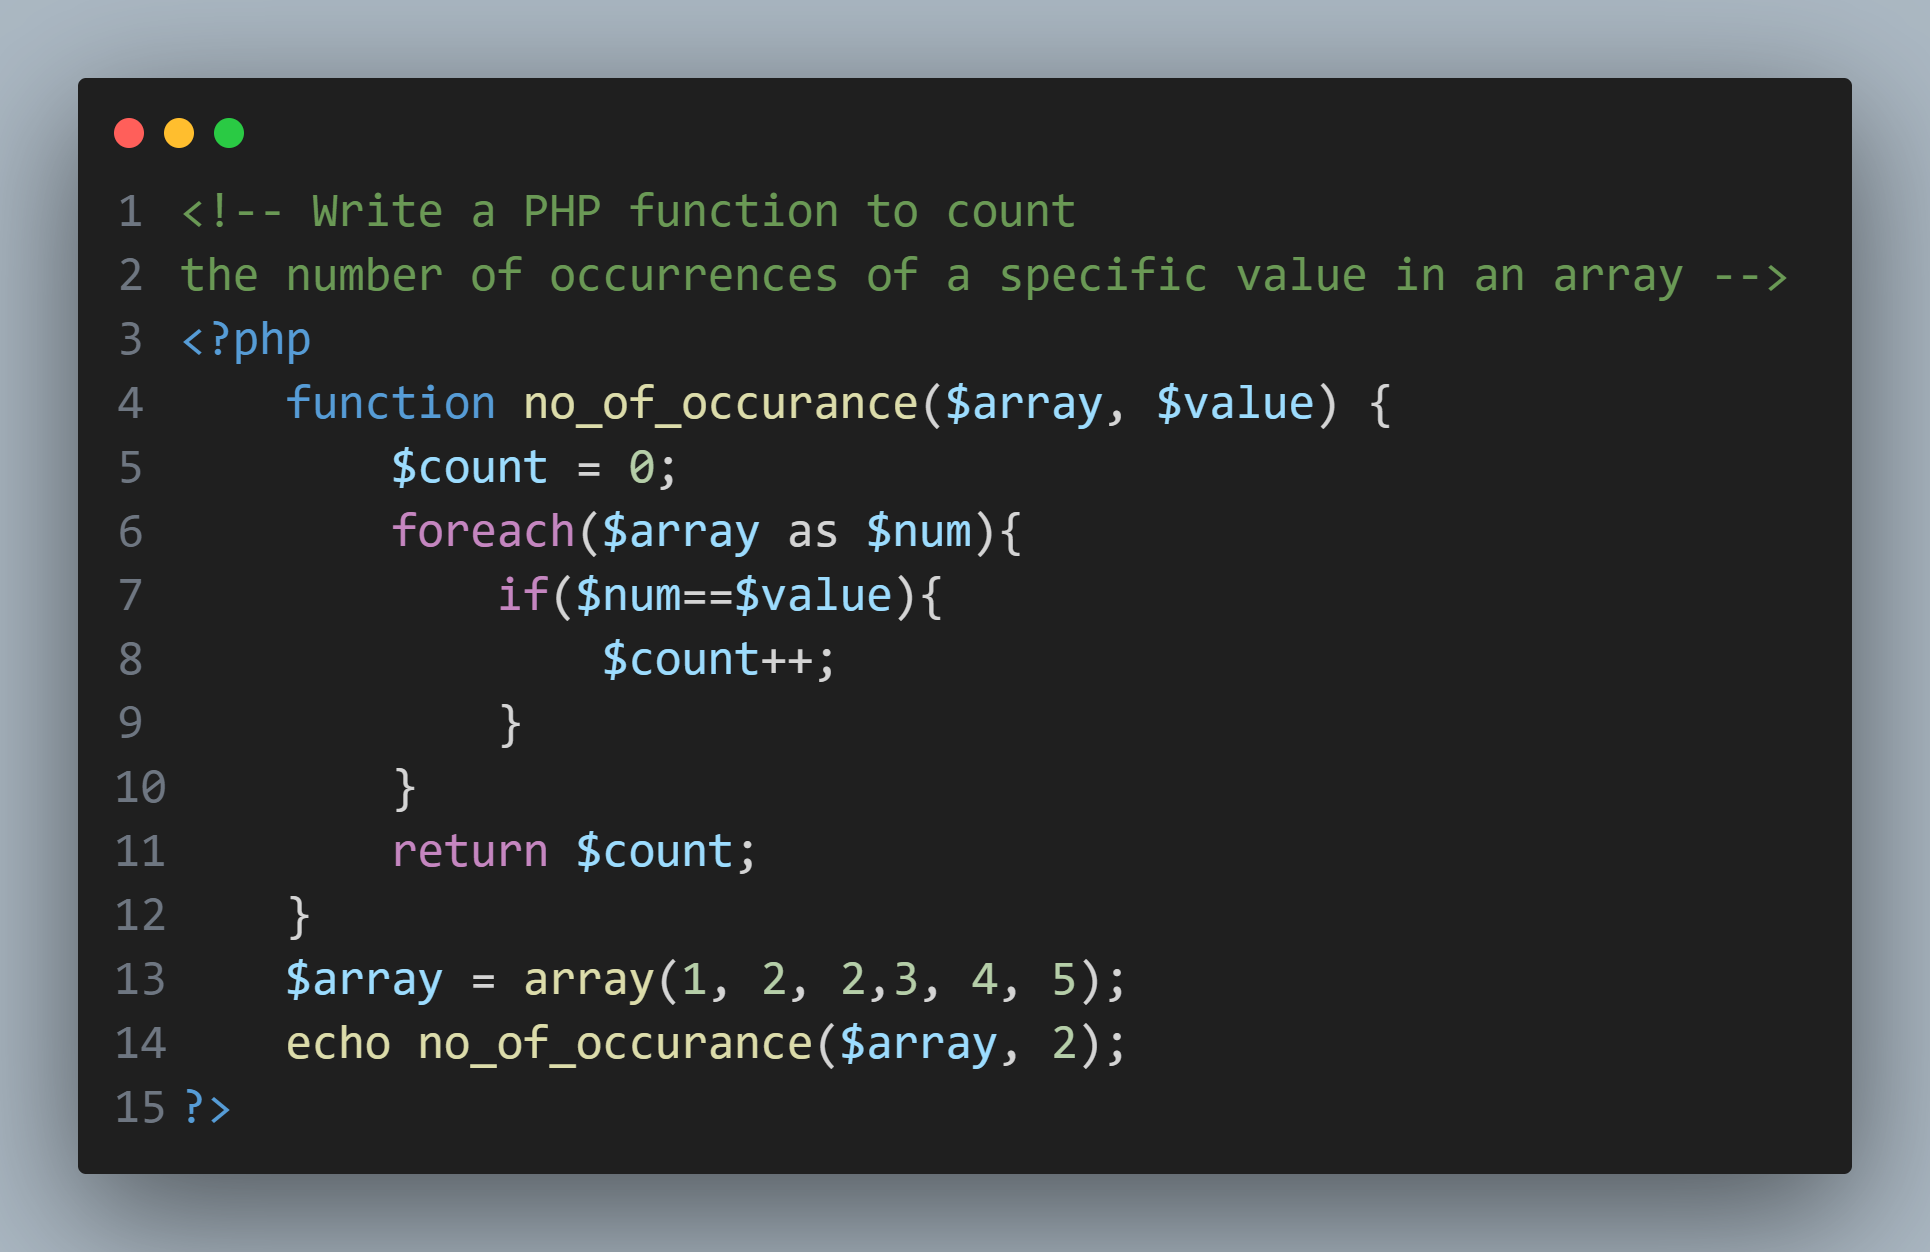 1 <!-- Write a PHP function to count
2 the number of occurrences of a specific value in an array -->
3 <?php
4     function no_of_occurance($array, $value) {
5         $count = 0;
6         foreach($array as $num){
7             if($num==$value){
8                 $count++;
9             }
10         }
11         return $count;
12     }
13     $array = array(1, 2, 2,3, 4, 5);
14     echo no_of_occurance($array, 2);
15 ?>